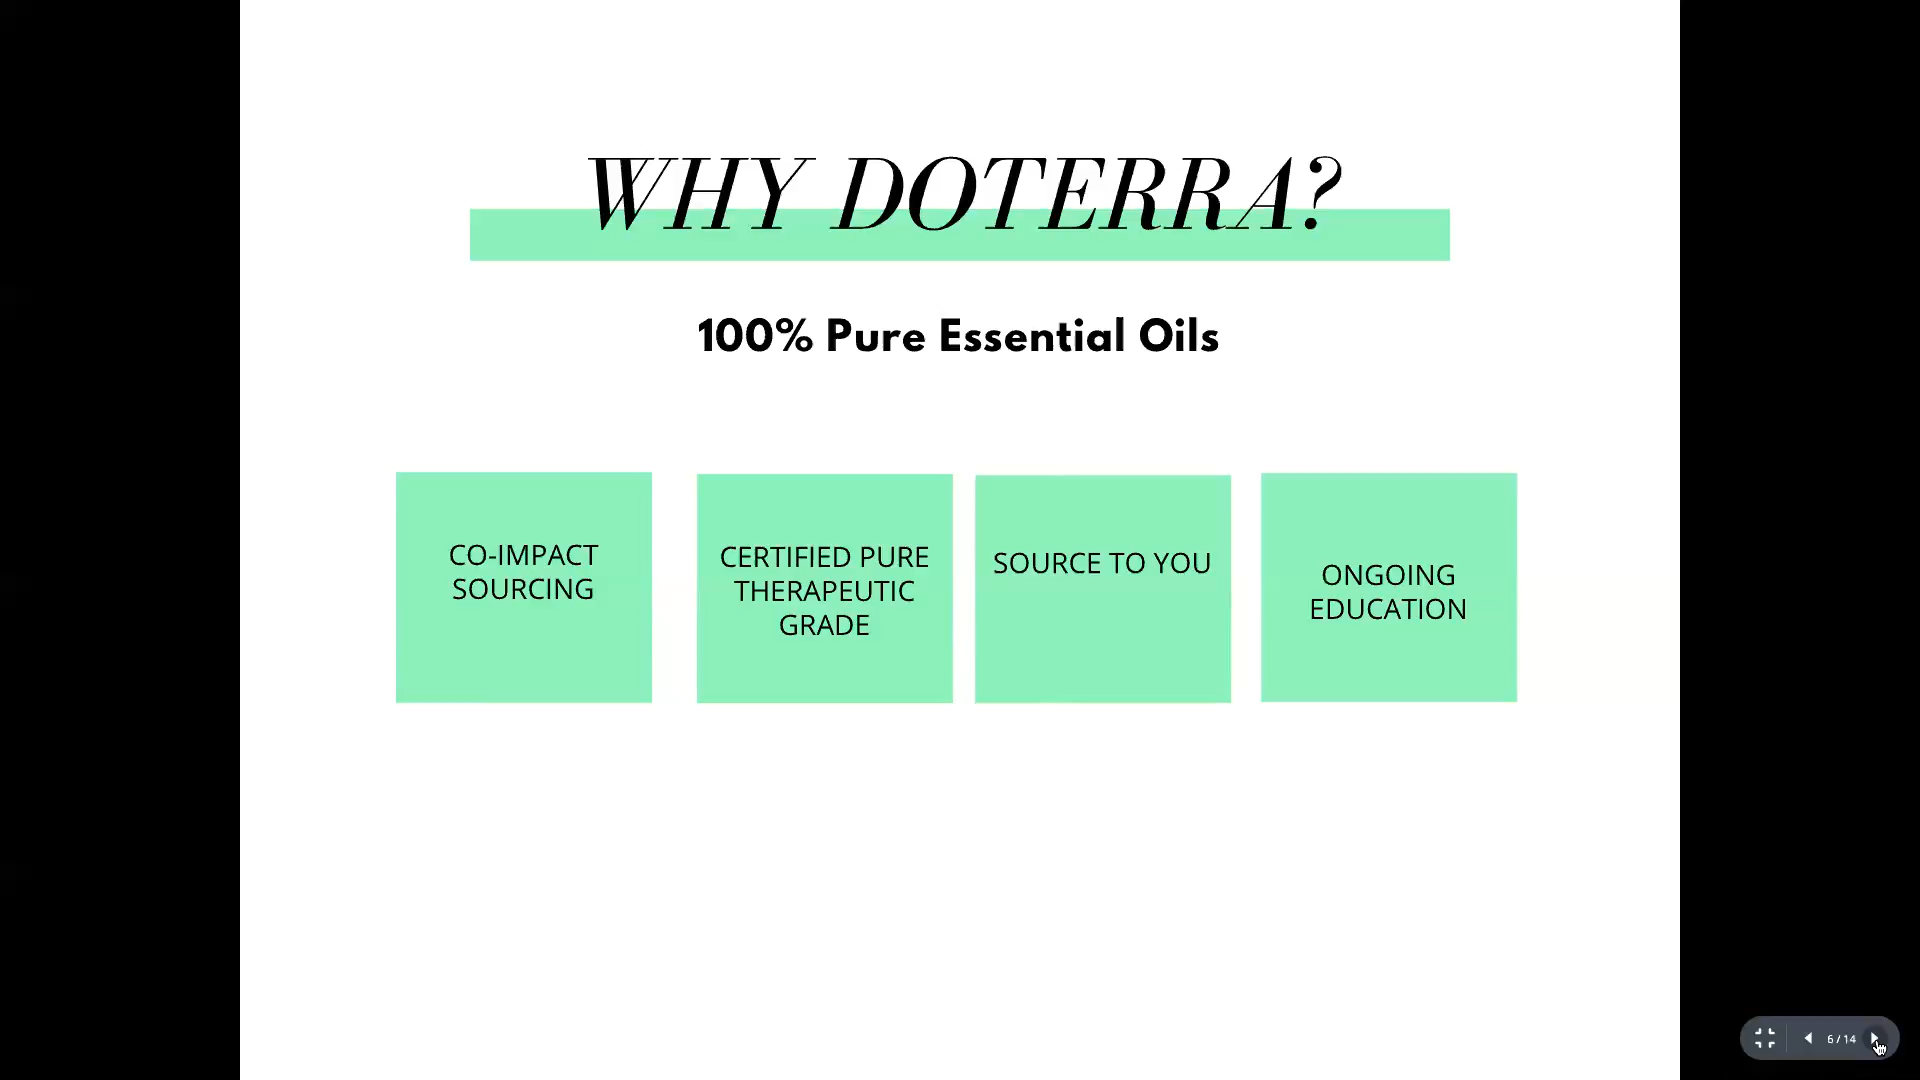 WHY DOTERRA?
100% Pure Essential Oils
CO-IMPACT
SOURCING
CERTIFIED PURE
THERAPEUTIC
GRADE
SOURCE TO YOU
ONGOING
EDUCATION
6 / 14